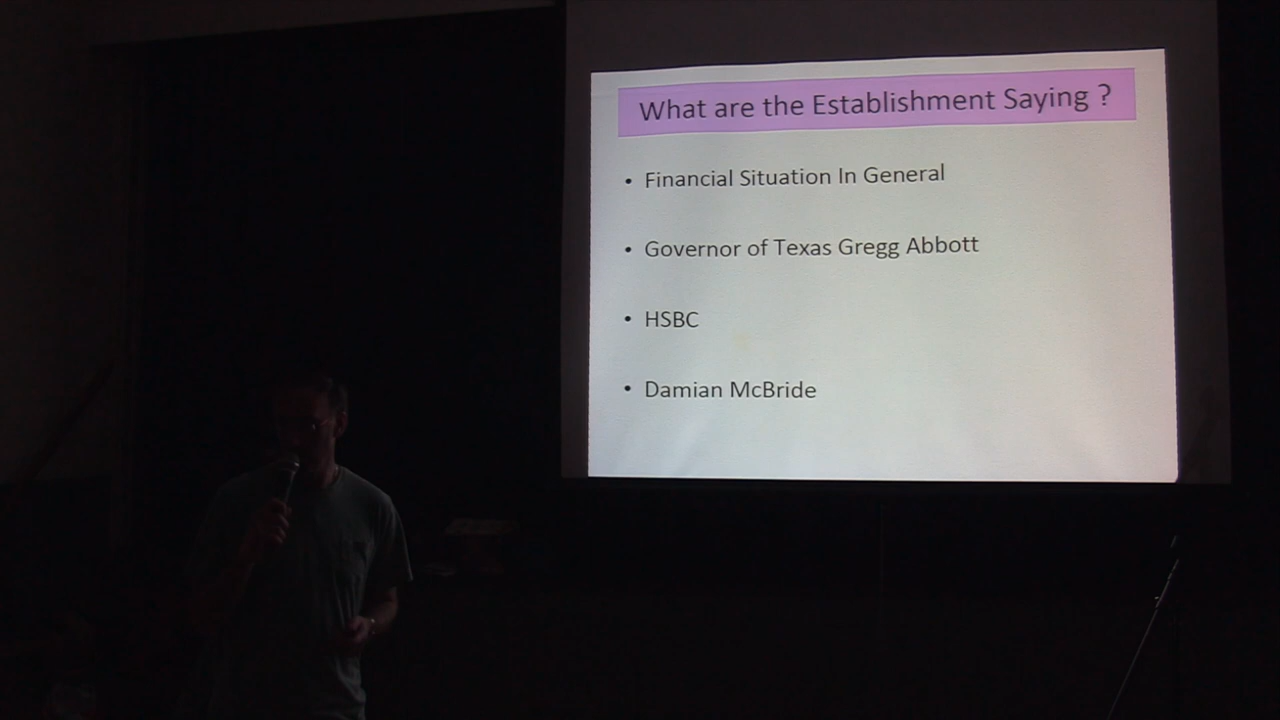 What are the Establishment Saying ?
• Financial Situation In General
• Governor of Texas Gregg Abbott
• HSBC
• Damian McBride